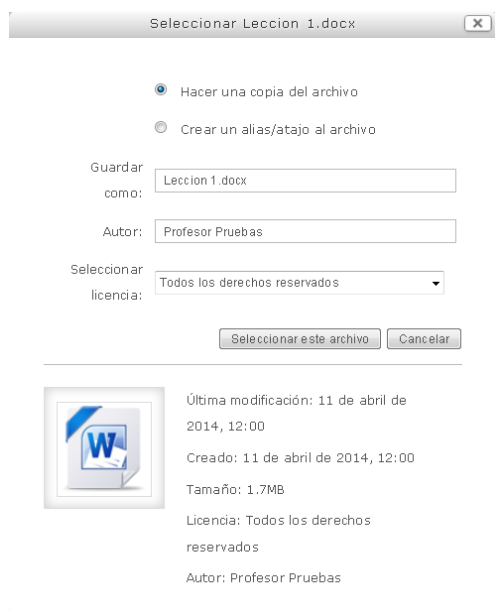 Seleccionar Leccion 1.docx
Hacer una copia del archivo
Crear un alias/atajo al archivo
Guardar
como:
Leccion 1.docx
Autor:
Profesor Pruebas
Seleccionar
licencia:
Todos los derechos reservados
Seleccionar este archivo
Cancelar
W
Última modificación: 11 de abril de
2014, 12:00
Creado: 11 de abril de 2014, 12:00
Tamaño: 1.7MB
Licencia: Todos los derechos
reservados
Autor: Profesor Pruebas